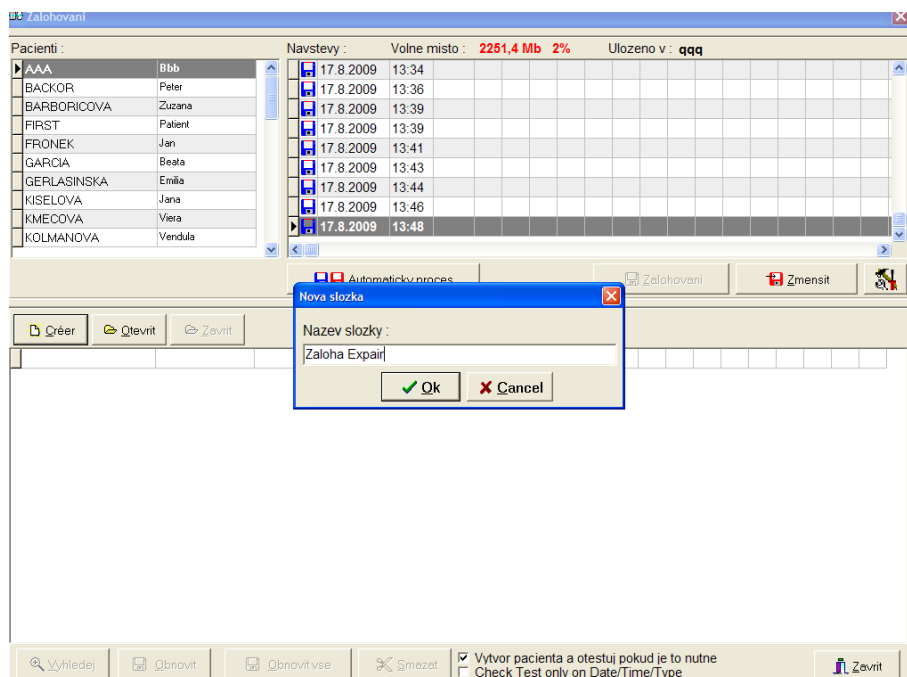 Zalohovani
Pacienti : Navstevy : Volne misto : 2251,4 Mb 2% Ulozeno v : qqq
AAA Bbb 17.8.2009 13:34
BACKOR Peter 17.8.2009 13:36
BARBORICOVA Zuzana 17.8.2009 13:39
FIRST Patient 17.8.2009 13:39
FRONEK Jan 17.8.2009 13:41
GARCIA Beata 17.8.2009 13:43
GERLASINSKA Emilia 17.8.2009 13:44
KISELOVA Jana 17.8.2009 13:46
KMECOVA Viera 17.8.2009 13:48
KOLMANOVA Vendula
Automaticky proces Zalohovani Zmensit
Nova slozka
Créer Otevrit Zavrit
Nazev slozky :
Zaloha Expair
Ok Cancel
Vyhledej Obnovit Obnovit vse Smazat
Vytvor pacienta a otestuj pokud je to nutne
Check Test only on Date/Time/Type
Zavrit